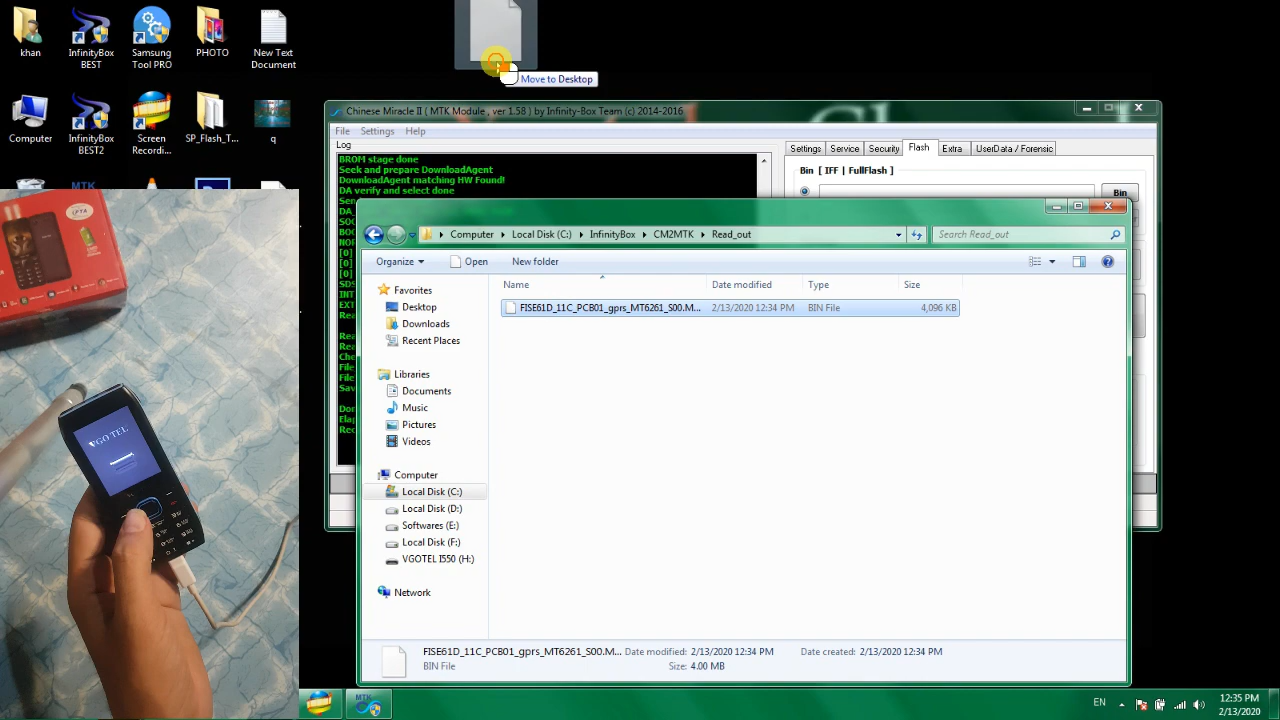 khan
InfinityBox
BEST
Samsung
Tool PRO
PHOTO
New Text
Document
Move to Desktop
Computer
InfinityBox
BEST2
Screen
Recordi...
SP_Flash_T...
q
MTK
Chinese Miracle II ( MTK Module , ver 1.58 ) by Infinity-Box Team (c) 2014-2016
File Settings Help
Log
BROM stage done
Seek and prepare DownloadAgent
DownloadAgent matching HW Found!
DA verify and select done
Settings Service Security Flash Extra UserData / Forensic
Bin [ IFF | FullFlash ]
Bin
Computer Local Disk (C:) InfinityBox CM2MTK Read_out
Search Read_out
Organize Open New folder
Name Date modified Type Size
FISE61D_11C_PCB01_gprs_MT6261_S00.M... 2/13/2020 12:34 PM BIN File 4,096 KB
Favorites
Desktop
Downloads
Recent Places
Libraries
Documents
Music
Pictures
Videos
Computer
Local Disk (C:)
Local Disk (D:)
Softwares (E:)
Local Disk (F:)
VGOTEL I550 (H:)
Network
FISE61D_11C_PCB01_gprs_MT6261_S00.M... Date modified: 2/13/2020 12:34 PM Date created: 2/13/2020 12:34 PM
BIN File Size: 4.00 MB
VGO TEL
MTK
EN
12:35 PM
2/13/2020